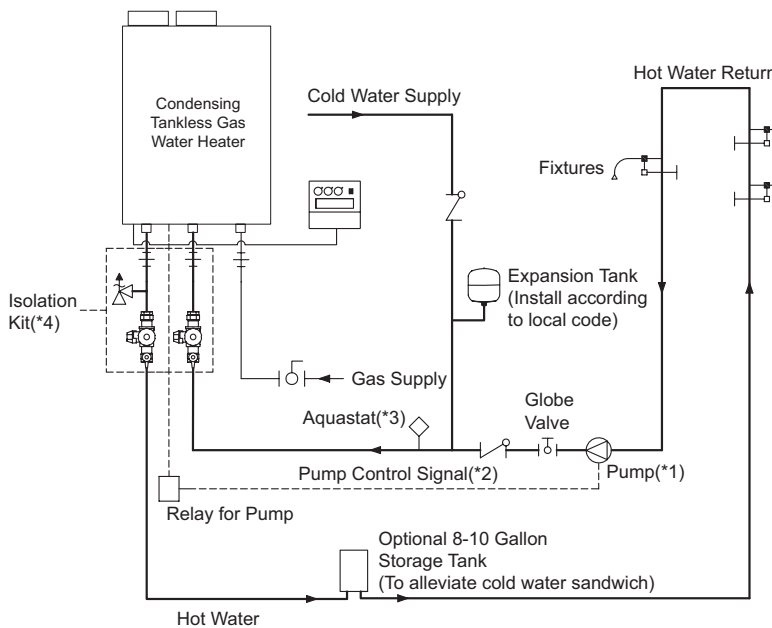 Hot Water Return
Condensing
Tankless Gas
Water Heater
Cold Water Supply
Fixtures
Expansion Tank
(Install according
to local code)
Isolation
Kit(*4)
Gas Supply
Globe
Valve
Aquastat(*3)
Pump Control Signal(*2)
Pump(*1)
Relay for Pump
Optional 8-10 Gallon
Storage Tank
(To alleviate cold water sandwich)
Hot Water